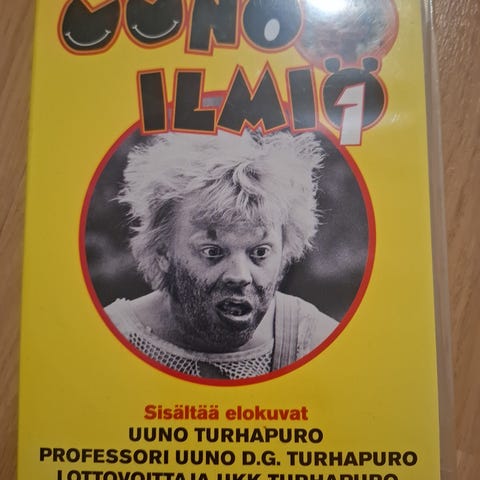 UUNO
ILMIÖ
1
Sisältää elokuvat
UUNO TURHAPURO
PROFESSORI UUNO D.G. TURHAPURO
LOTTOVOITTAJA UKK TURHAPURO